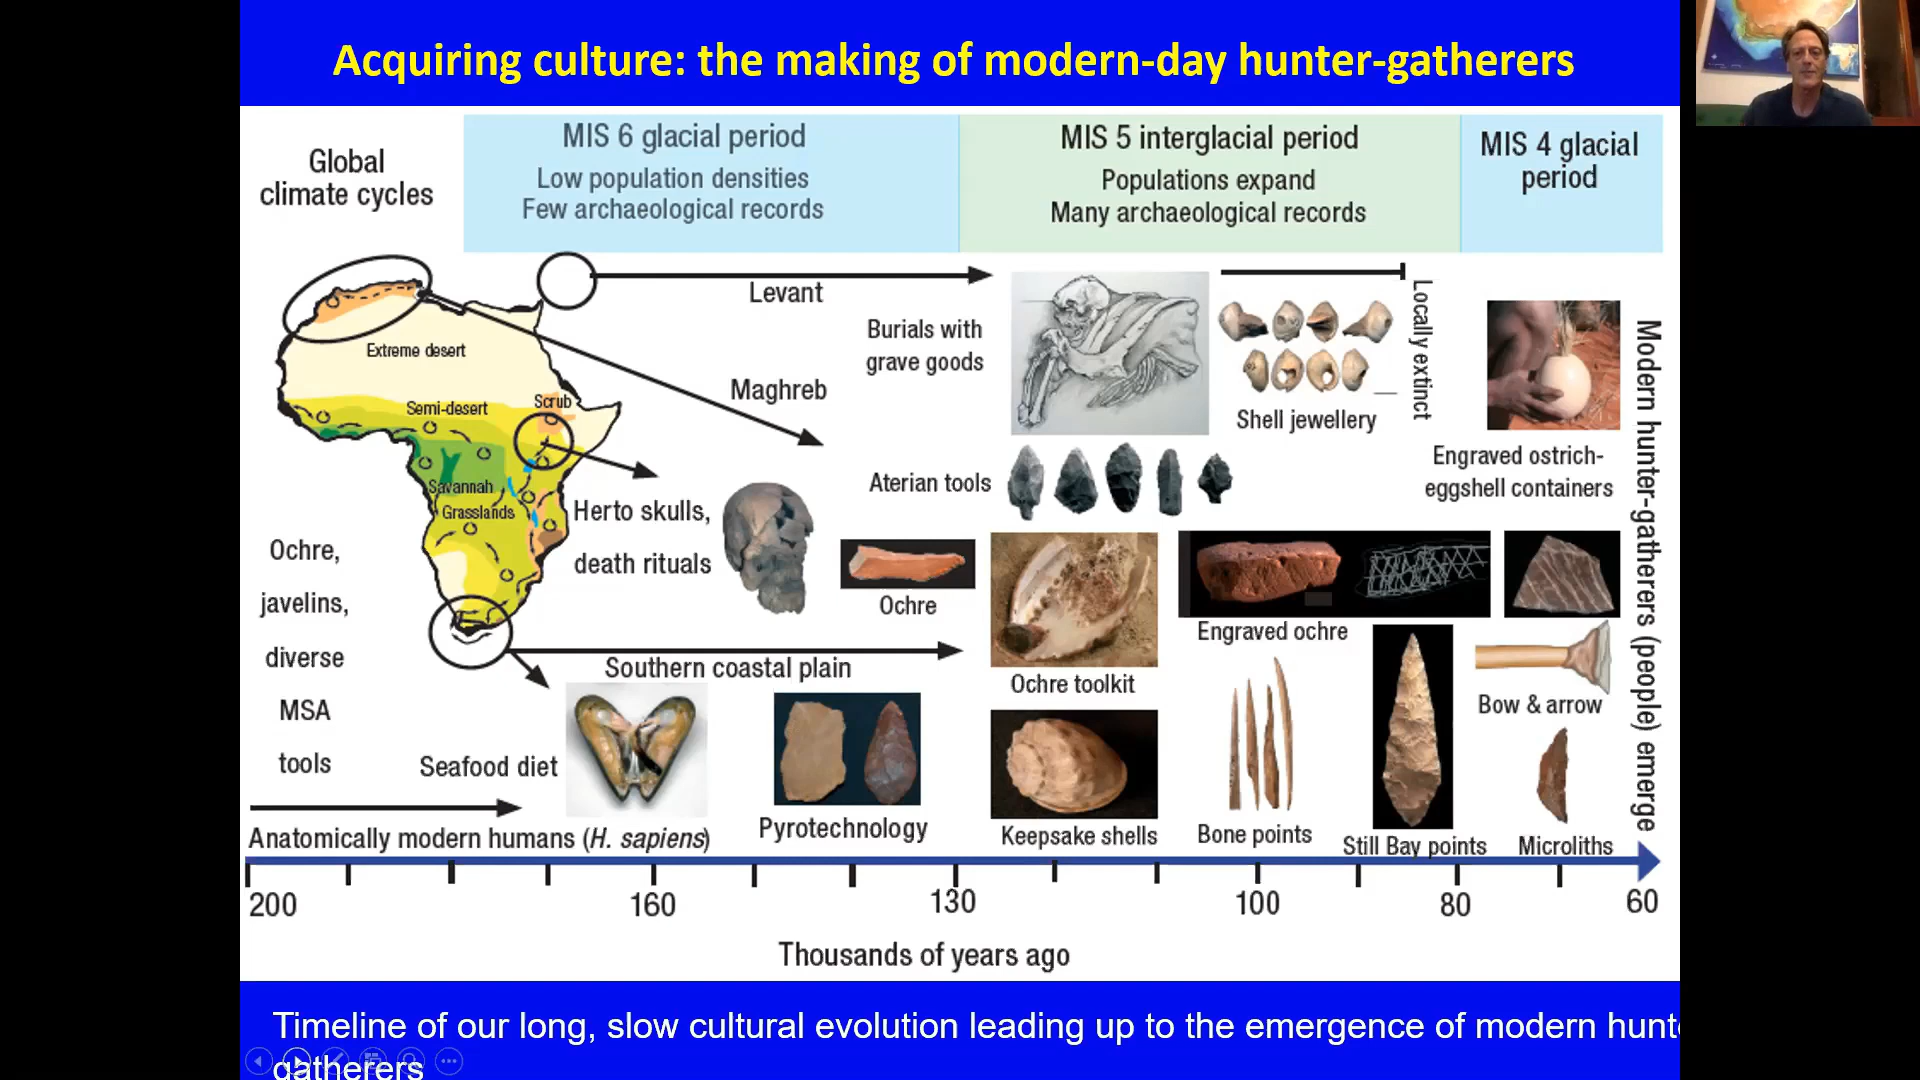 Acquiring culture: the making of modern-day hunter-gatherers
Global
climate cycles
MIS 6 glacial period
Low population densities
Few archaeological records
MIS 5 interglacial period
Populations expand
Many archaeological records
MIS 4 glacial
period
Levant
Maghreb
Extreme desert
Semi-desert
Scrub
Savannah
Grasslands
Burials with
grave goods
Shell jewellery
Locally extinct
Engraved ostrich-
eggshell containers
Aterian tools
Herto skulls,
death rituals
Ochre
Ochre,
javelins,
diverse
MSA
tools
Southern coastal plain
Ochre toolkit
Engraved ochre
Bow & arrow
Seafood diet
Pyrotechnology
Keepsake shells
Bone points
Still Bay points
Microliths
Modern hunter-gatherers (people) emerge
Anatomically modern humans (H. sapiens)
200 160 130 100 80 60
Thousands of years ago
Timeline of our long, slow cultural evolution leading up to the emergence of modern hunt
gatherers